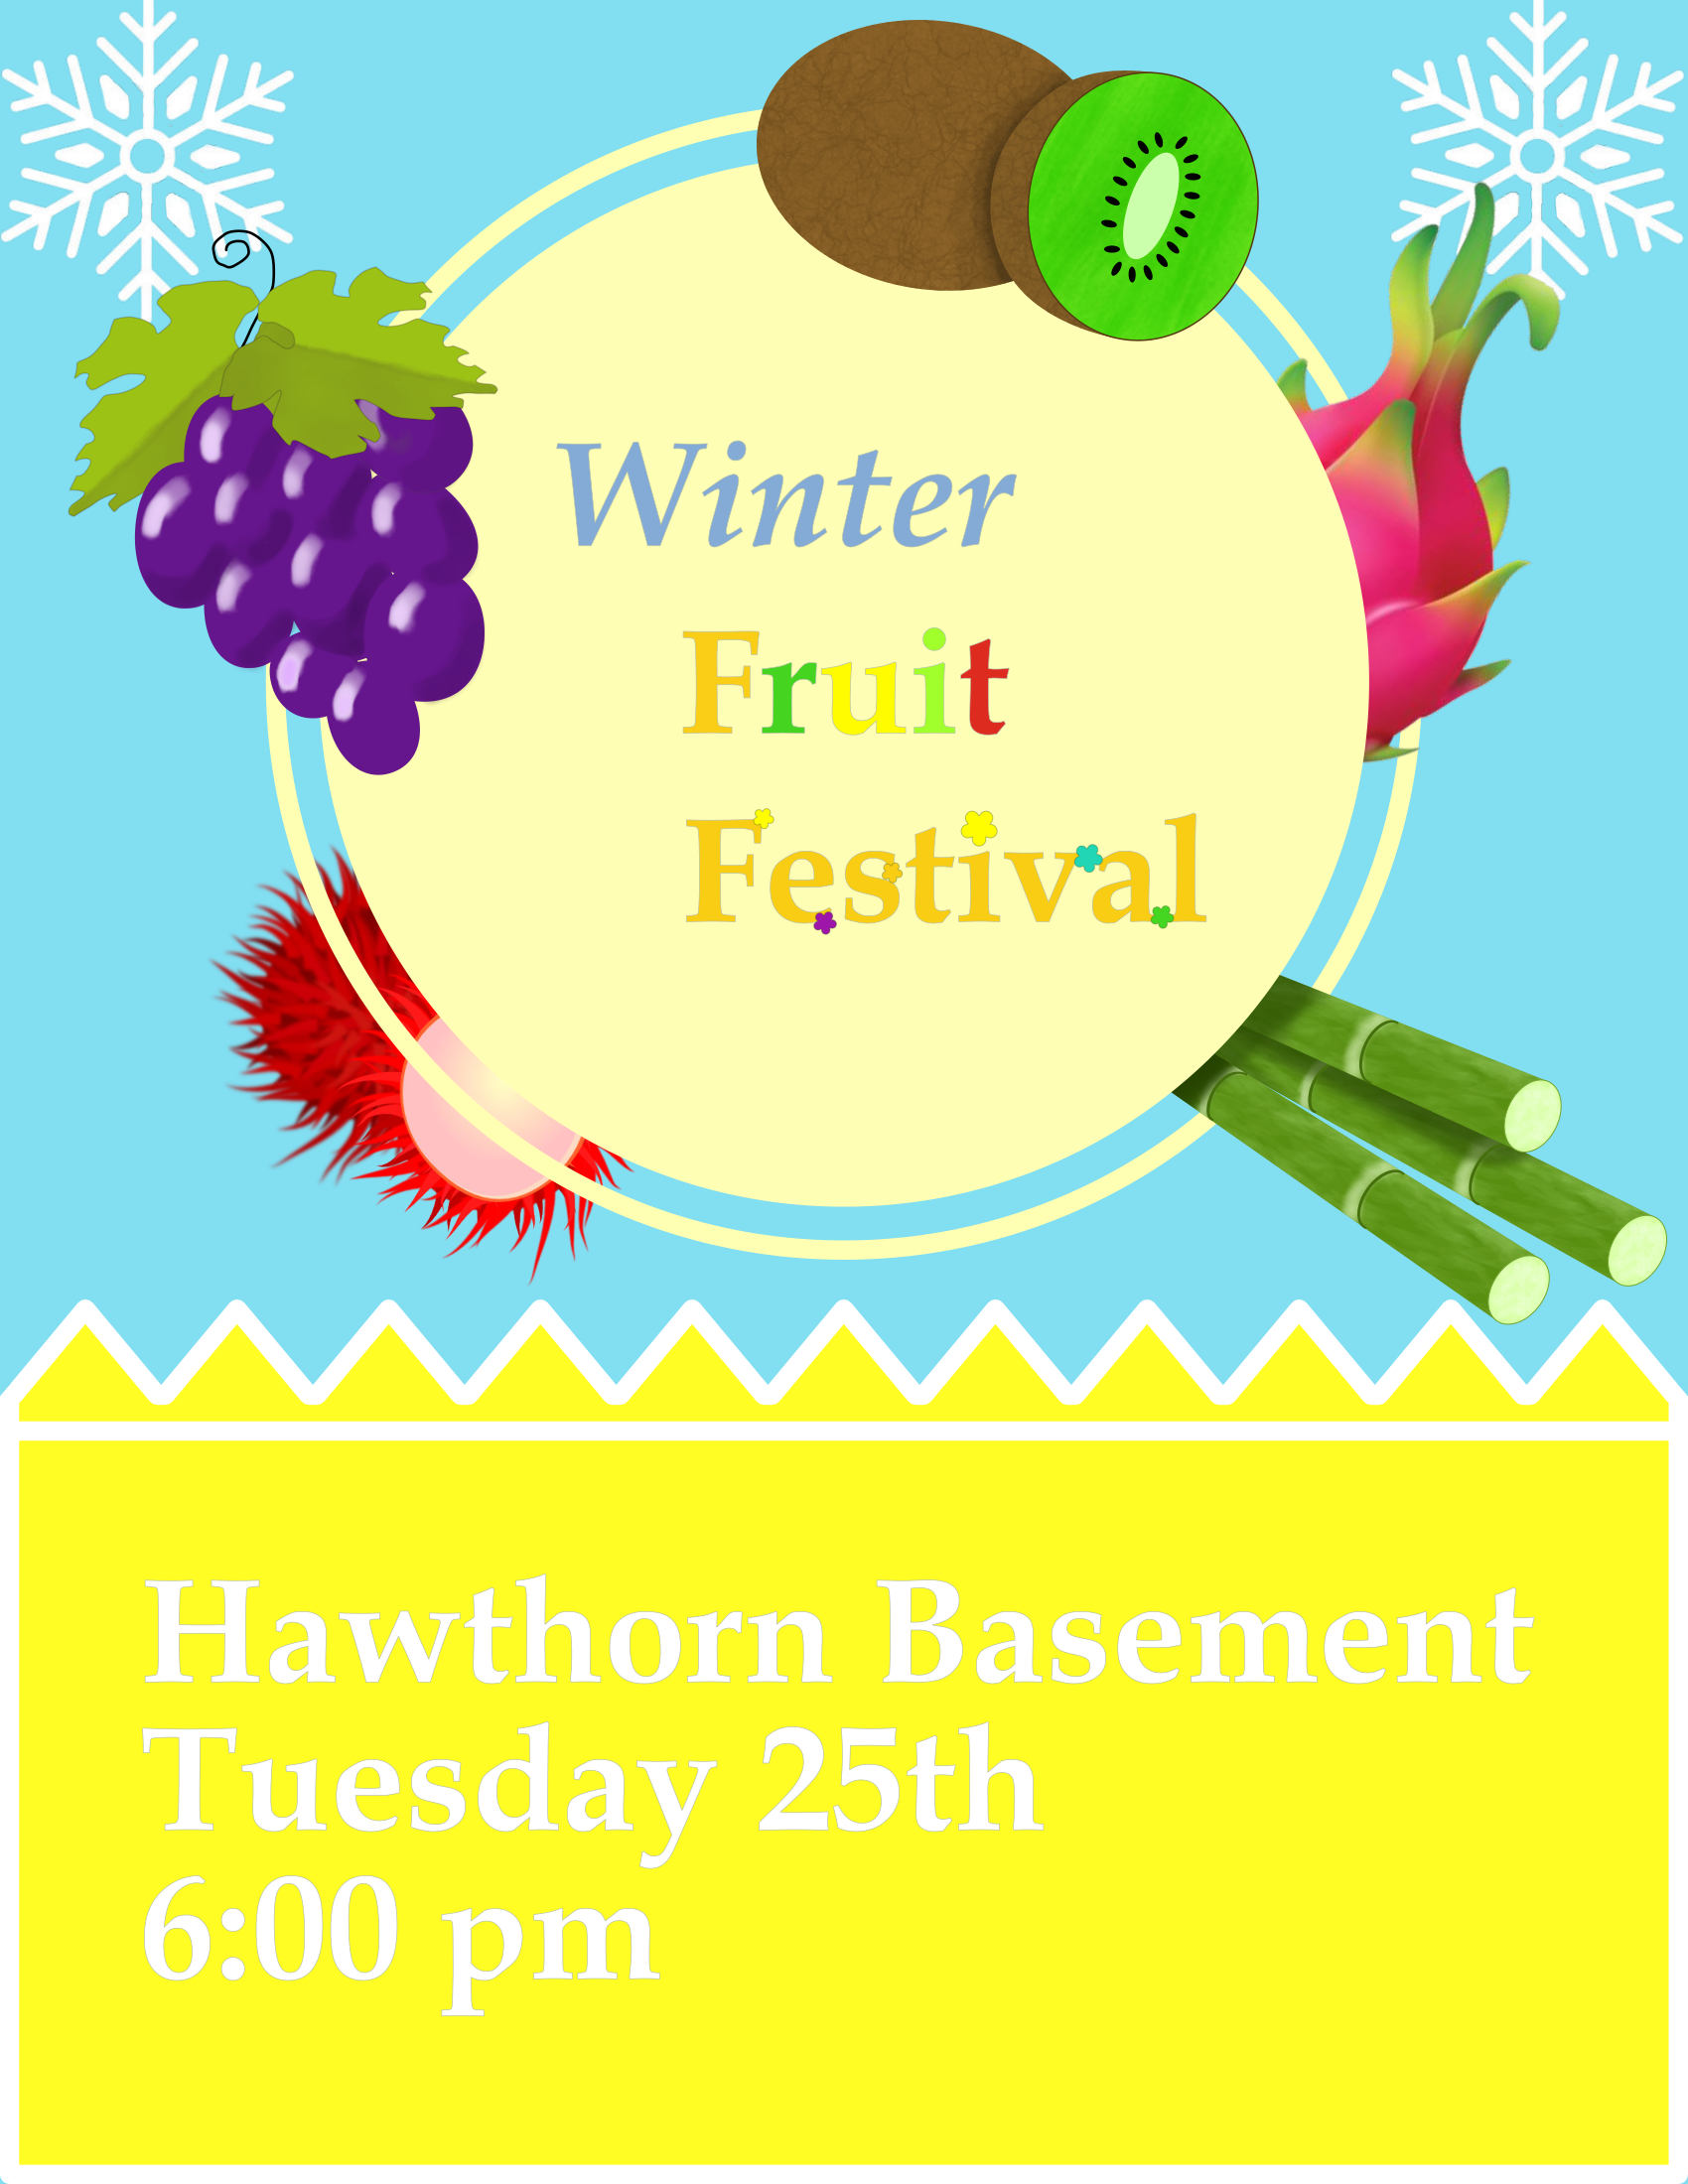 Winter
Fruit
Festival
Hawthorn Basement
Tuesday 25th
6:00 pm